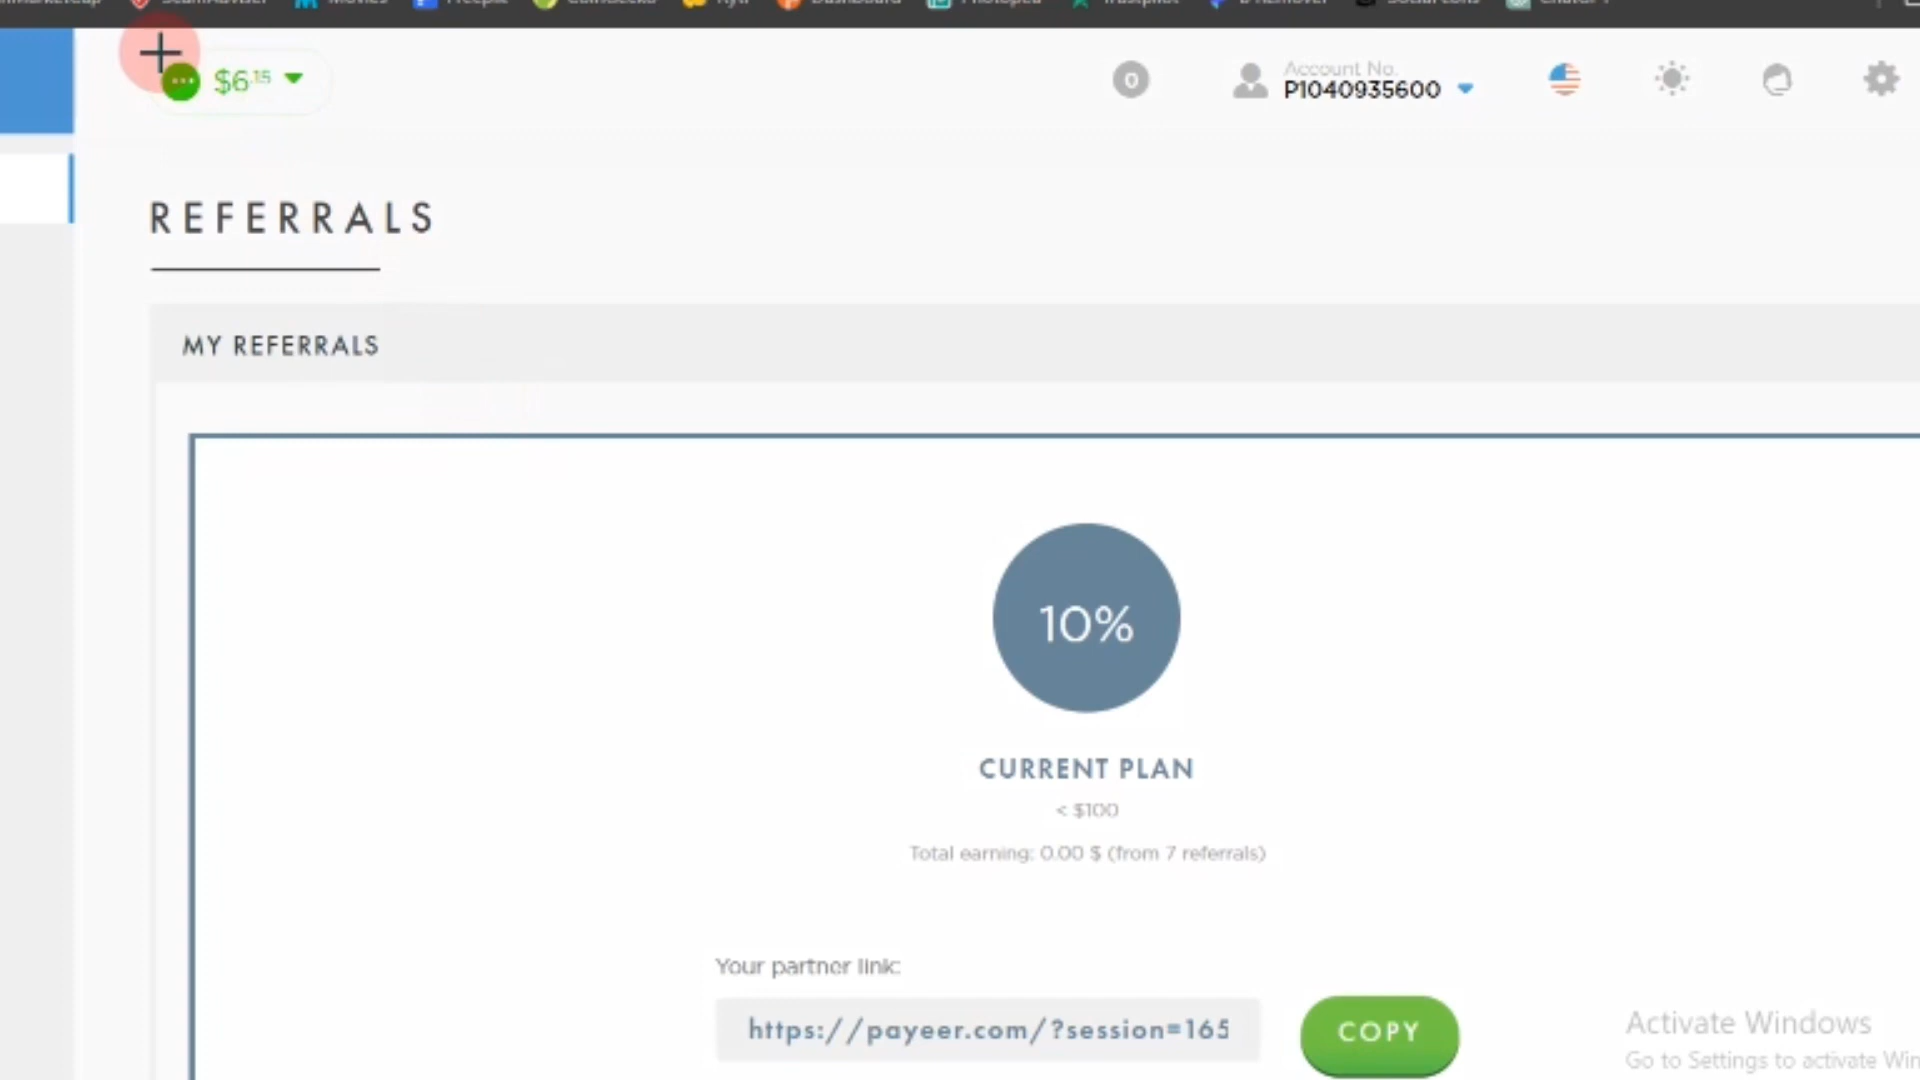 $6.15
0
Account No.
P1040935600
REFERRALS
MY REFERRALS
10%
CURRENT PLAN
< $100
Total earning: 0.00 $ (from 7 referrals)
Your partner link:
https://payeer.com/?session=165
COPY
Activate Windows
Go to Settings to activate Win